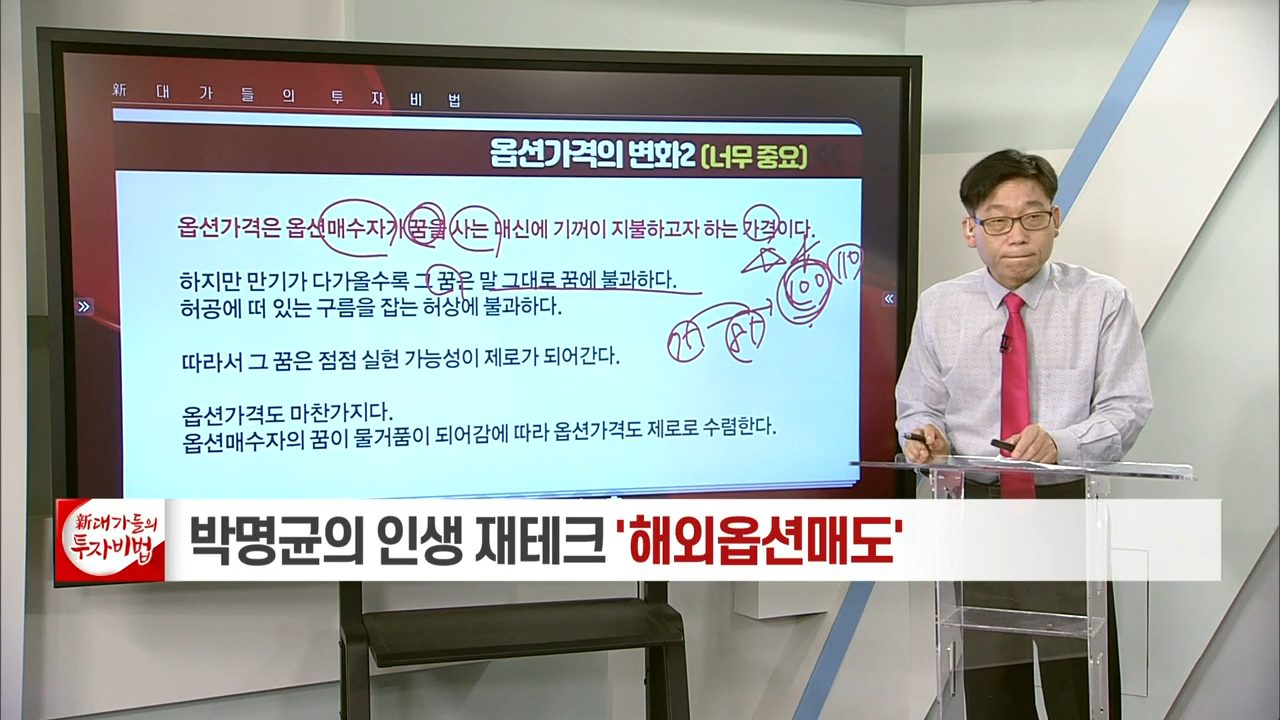 新 대 가 들 의 투 자 비 법
옵션가격의 변화2 (너무 중요)
옵션가격은 옵션매수자가 꿈을 사는 대신에 기꺼이 지불하고자 하는 가격이다.
하지만 만기가 다가올수록 그 꿈은 말 그대로 꿈에 불과하다.
허공에 떠 있는 구름을 잡는 허상에 불과하다.
100
110
따라서 그 꿈은 점점 실현 가능성이 제로가 되어간다.
옵션가격도 마찬가지다.
옵션매수자의 꿈이 물거품이 되어감에 따라 옵션가격도 제로로 수렴한다.
新대가들의
투자비법
박명균의 인생 재테크 '해외옵션매도'